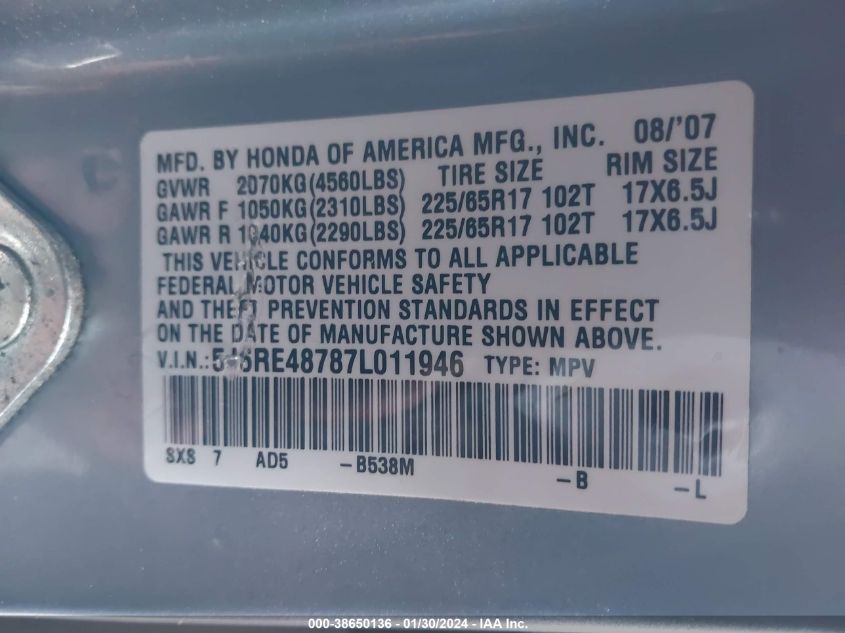 MFD. BY HONDA OF AMERICA MFG., INC. 08/'07
GVWR 2070KG(4560LBS) TIRE SIZE RIM SIZE
GAWR F 1050KG(2310LBS) 225/65R17 102T 17X6.5J
GAWR R 1040KG(2290LBS) 225/65R17 102T 17X6.5J
THIS VEHICLE CONFORMS TO ALL APPLICABLE
FEDERAL MOTOR VEHICLE SAFETY
AND THEFT PREVENTION STANDARDS IN EFFECT
ON THE DATE OF MANUFACTURE SHOWN ABOVE.
V.I.N.:5J6RE48787L011946 TYPE: MPV
SXS 7 AD5 –B538M –B –L
000-38650136 - 01/30/2024 - IAA Inc.